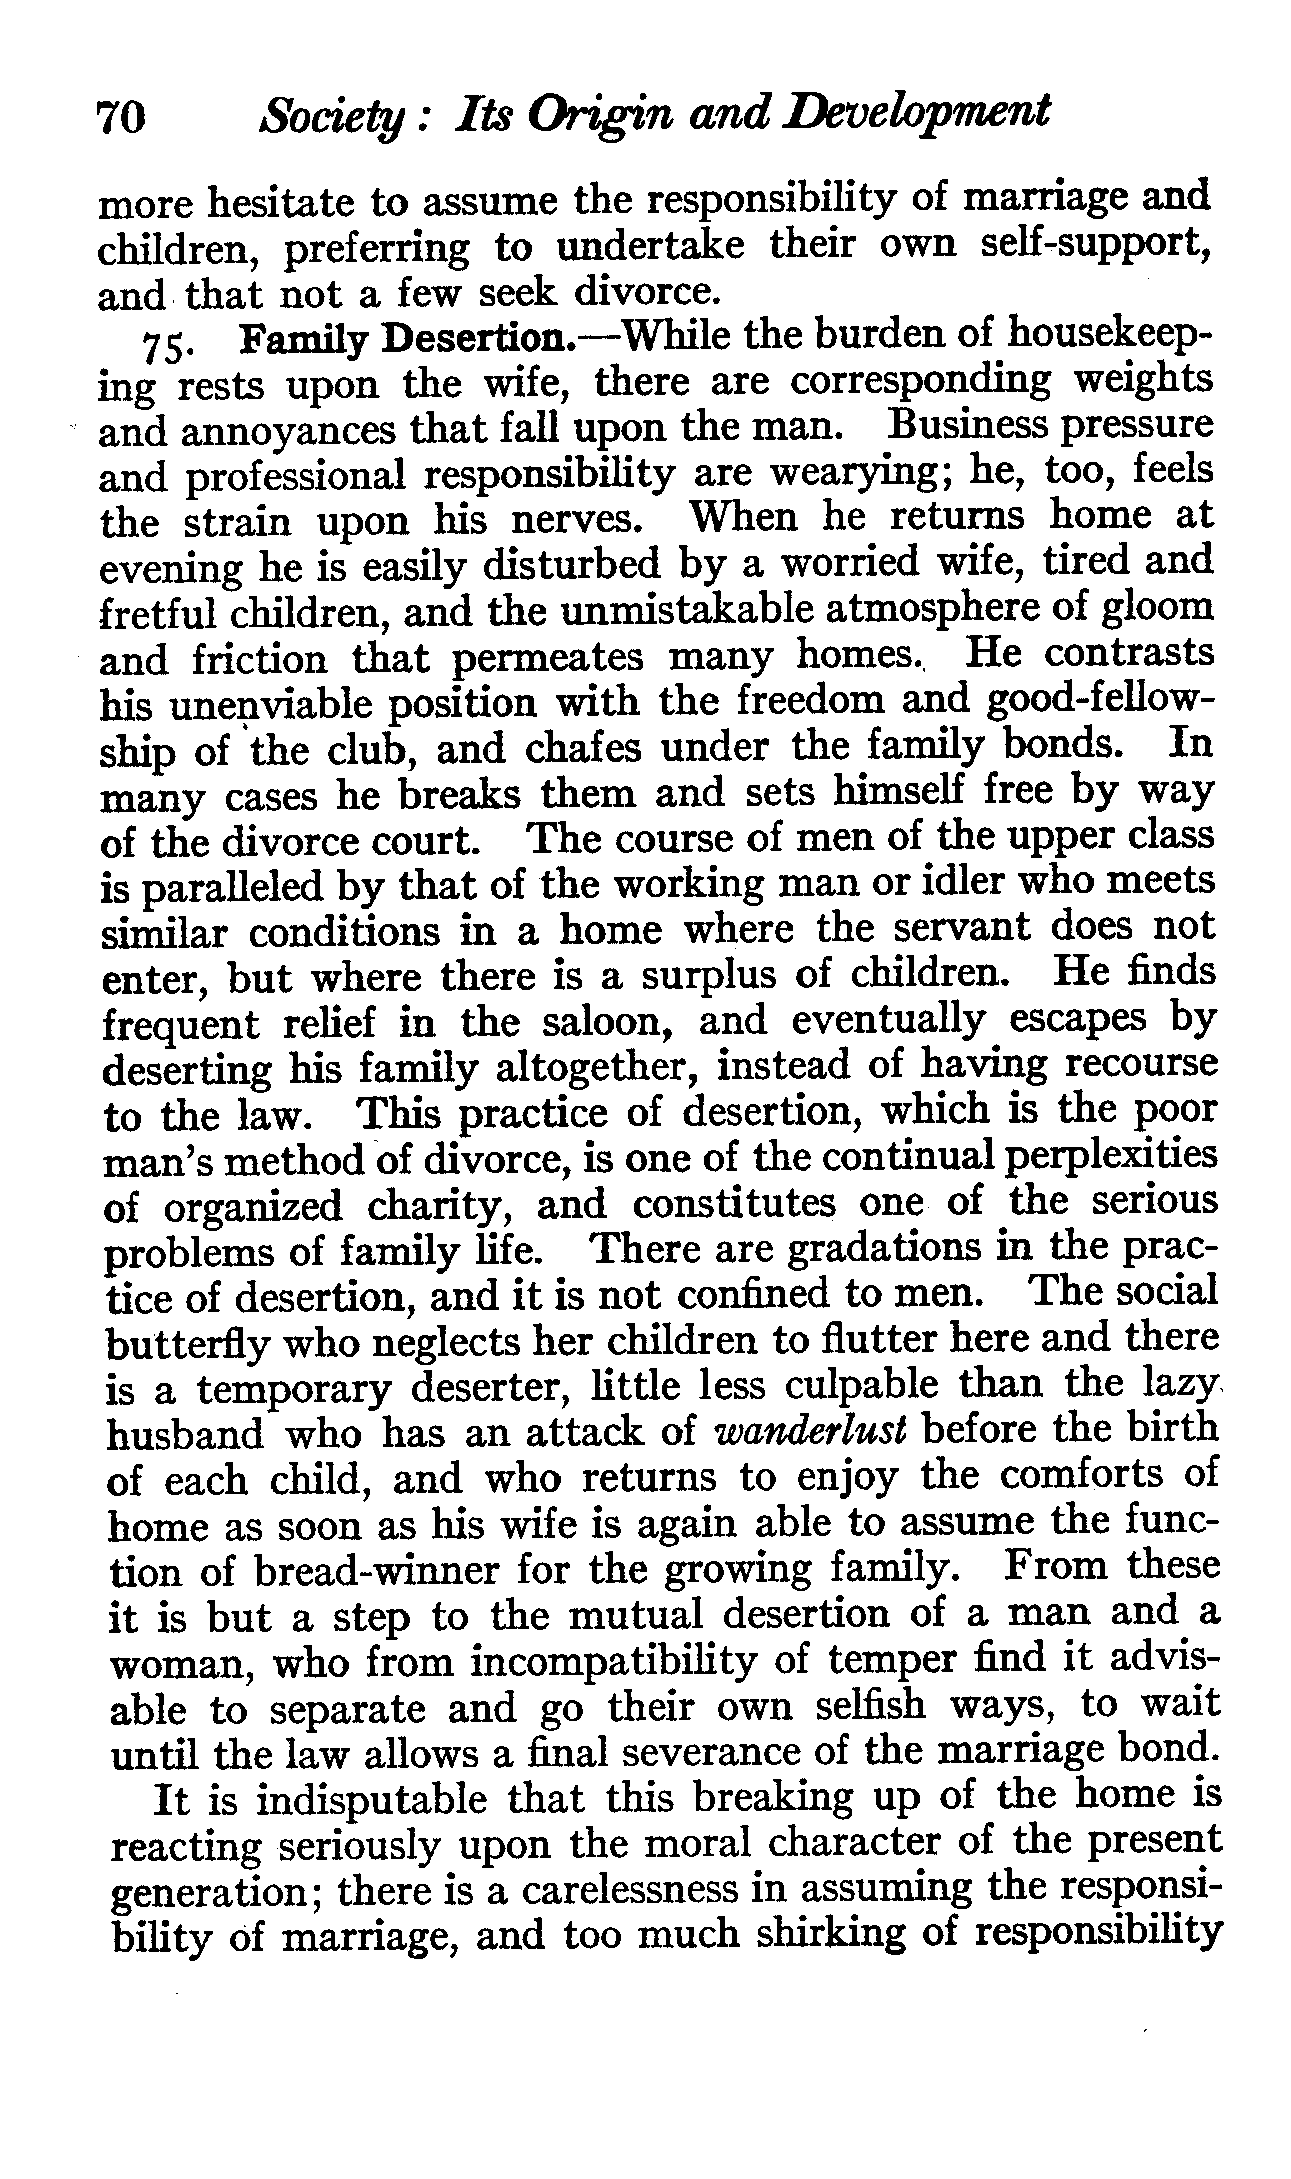 70 Society : Its Origin and Development
more hesitate to assume the responsibility of marriage and
children, preferring to undertake their own self-support,
and that not a few seek divorce.
75. Family Desertion.—While the burden of housekeep-
ing rests upon the wife, there are corresponding weights
and annoyances that fall upon the man. Business pressure
and professional responsibility are wearying; he, too, feels
the strain upon his nerves. When he returns home at
evening he is easily disturbed by a worried wife, tired and
fretful children, and the unmistakable atmosphere of gloom
and friction that permeates many homes. He contrasts
his unenviable position with the freedom and good-fellow-
ship of the club, and chafes under the family bonds. In
many cases he breaks them and sets himself free by way
of the divorce court. The course of men of the upper class
is paralleled by that of the working man or idler who meets
similar conditions in a home where the servant does not
enter, but where there is a surplus of children. He finds
frequent relief in the saloon, and eventually escapes by
deserting his family altogether, instead of having recourse
to the law. This practice of desertion, which is the poor
man's method of divorce, is one of the continual perplexities
of organized charity, and constitutes one of the serious
problems of family life. There are gradations in the prac-
tice of desertion, and it is not confined to men. The social
butterfly who neglects her children to flutter here and there
is a temporary deserter, little less culpable than the lazy
husband who has an attack of wanderlust before the birth
of each child, and who returns to enjoy the comforts of
home as soon as his wife is again able to assume the func-
tion of bread-winner for the growing family. From these
it is but a step to the mutual desertion of a man and a
woman, who from incompatibility of temper find it advis-
able to separate and go their own selfish ways, to wait
until the law allows a final severance of the marriage bond.
It is indisputable that this breaking up of the home is
reacting seriously upon the moral character of the present
generation; there is a carelessness in assuming the responsi-
bility of marriage, and too much shirking of responsibility